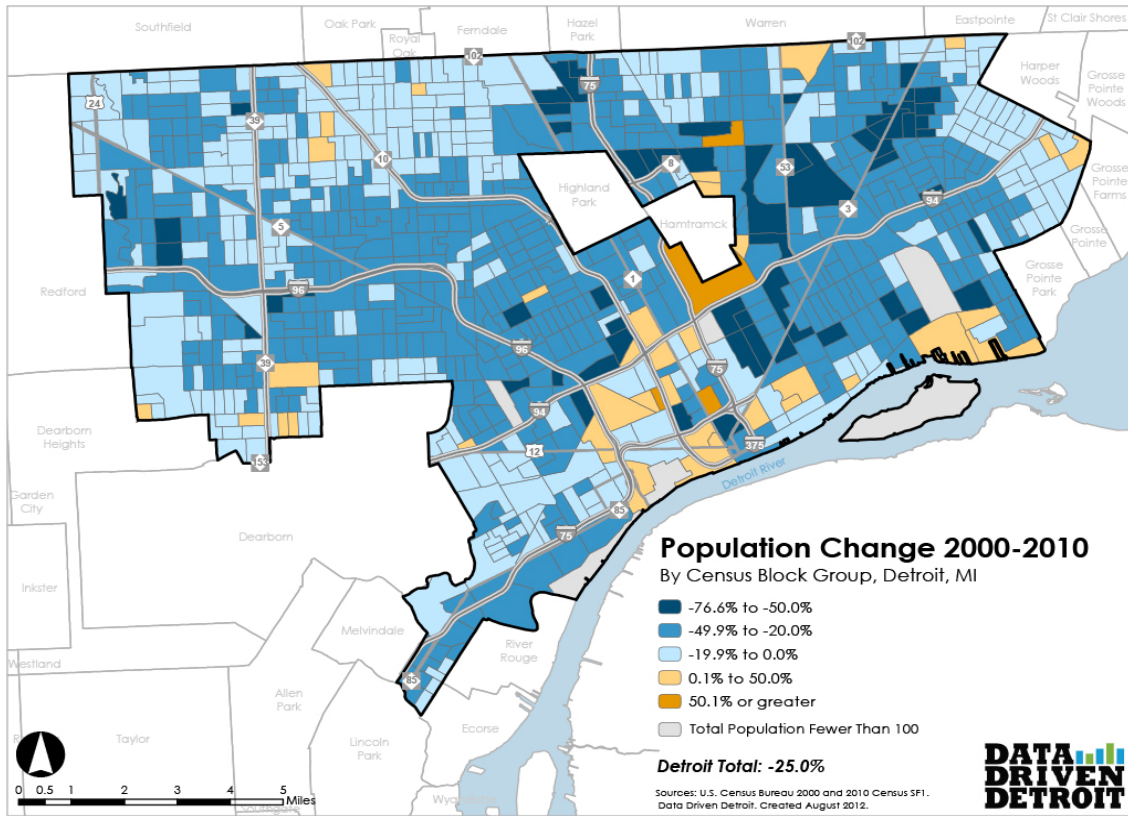 Southfield
Oak Park
Ferndale
Hazel
Park
Warren
Eastpointe
St Clair Shores
Royal
Oak
102
102
Harper
Woods
Grosse
Pointe
Woods
24
39
75
10
8
53
Highland
Park
Hamtramck
3
94
Grosse
Pointe
Farms
5
Grosse
Pointe
Redford
96
1
Grosse
Pointe
Park
96
39
75
94
Dearborn
Heights
12
375
153
Detroit River
Garden
City
85
75
Dearborn
Inkster
Melvindale
River
Rouge
Westland
85
Allen
Park
Ecorse
Taylor
Lincoln
Park
Wyandotte
Southgate
Population Change 2000-2010
By Census Block Group, Detroit, MI
-76.6% to -50.0%
-49.9% to -20.0%
-19.9% to 0.0%
0.1% to 50.0%
50.1% or greater
Total Population Fewer Than 100
Detroit Total: -25.0%
Sources: U.S. Census Bureau 2000 and 2010 Census SF1.
Data Driven Detroit. Created August 2012.
0 0.5 1 2 3 4 5
Miles
DATA
DRIVEN
DETROIT